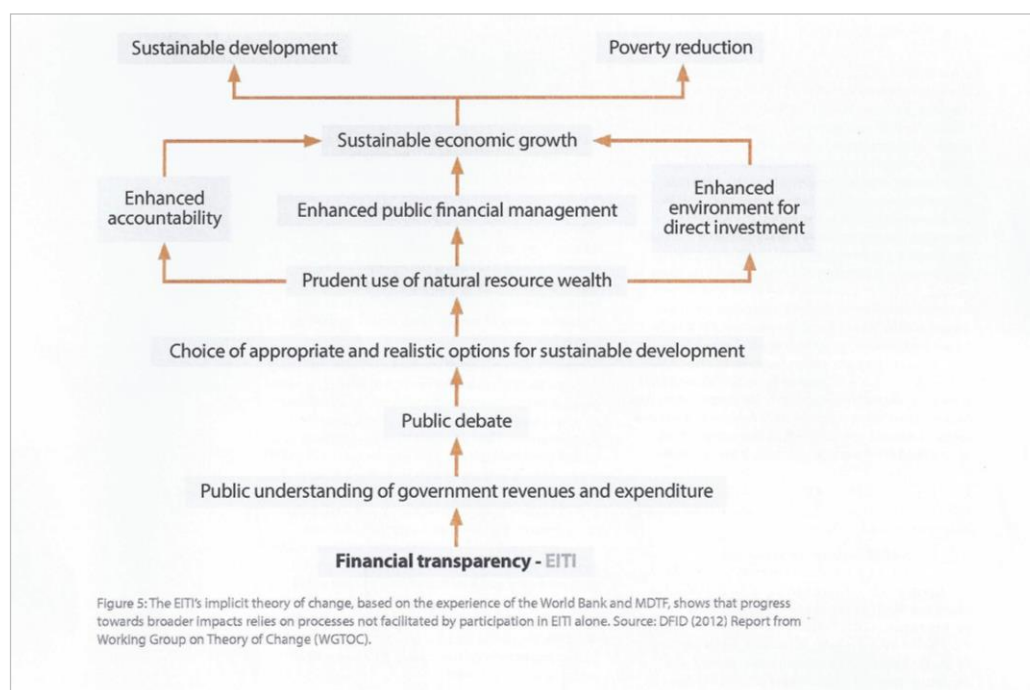 Sustainable development
Poverty reduction
Sustainable economic growth
Enhanced
accountability
Enhanced public financial management
Enhanced
environment for
direct investment
Prudent use of natural resource wealth
Choice of appropriate and realistic options for sustainable development
Public debate
Public understanding of government revenues and expenditure
Financial transparency - EITI
Figure 5: The EITI's implicit theory of change, based on the experience of the World Bank and MDTF, shows that progress
towards broader impacts relies on processes not facilitated by participation in EITI alone. Source: DFID (2012) Report from
Working Group on Theory of Change (WGTOC).